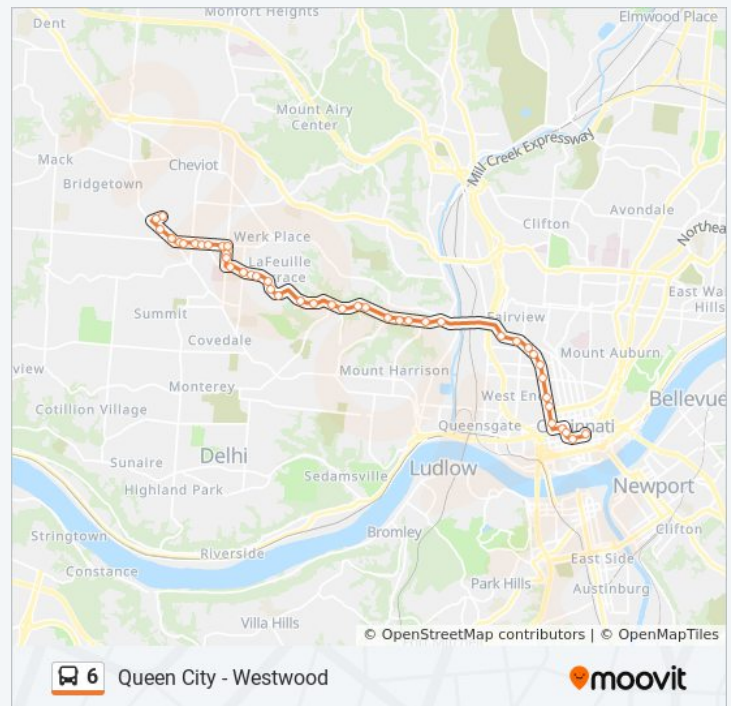 Monfort Heights
Elmwood Place
Dent
Mount Airy
Center
Mack
Cheviot
Mill Creek Expressway
Bridgetown
Clifton
Avondale
Werk Place
LaFeuille
Terrace
East Wa
Hills
Summit
Fairview
Covedale
Mount Auburn
view
Mount Harrison
Monterey
West End
Bellevue
Cotillion Village
Queensgate
Cincinnati
Delhi
Ludlow
Sunaire
Sedamsville
Highland Park
Newport
Stringtown
Bromley
Clifton
Riverside
East Side
Constance
Park Hills
Austinburg
Villa Hills
© OpenStreetMap contributors | © OpenMapTiles
6 Queen City - Westwood
moovit